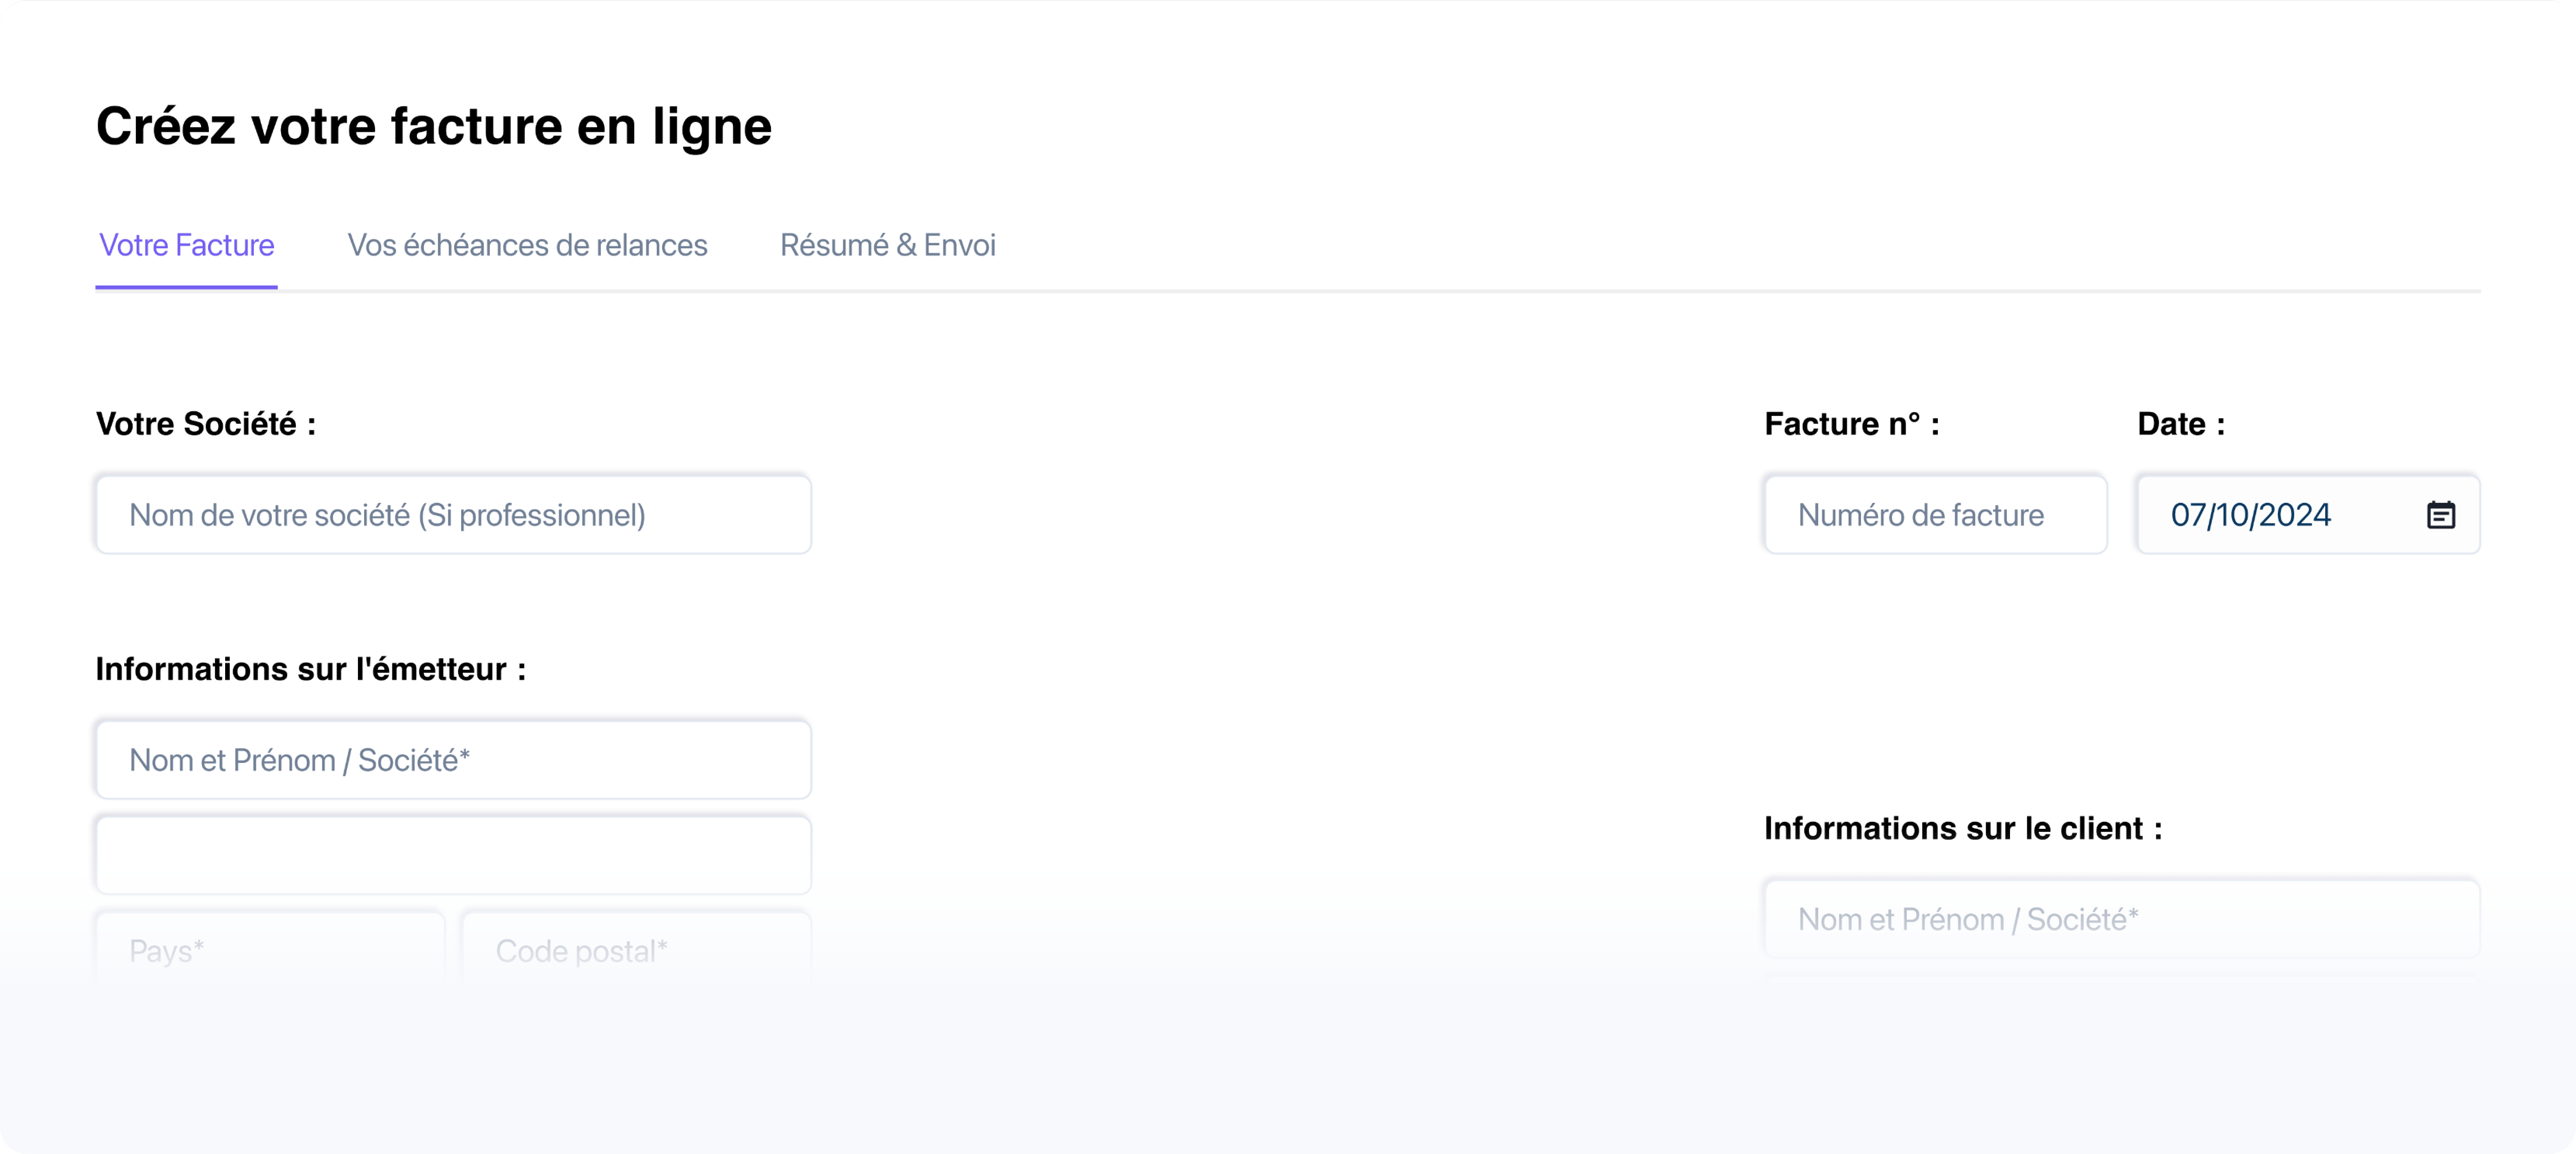 Créez votre facture en ligne
Votre Facture Vos échéances de relances Résumé & Envoi
Votre Société :
Nom de votre société (Si professionnel)
Facture n° : Date :
Numéro de facture 07/10/2024
Informations sur l'émetteur :
Nom et Prénom / Société*
Pays* Code postal*
Informations sur le client :
Nom et Prénom / Société*